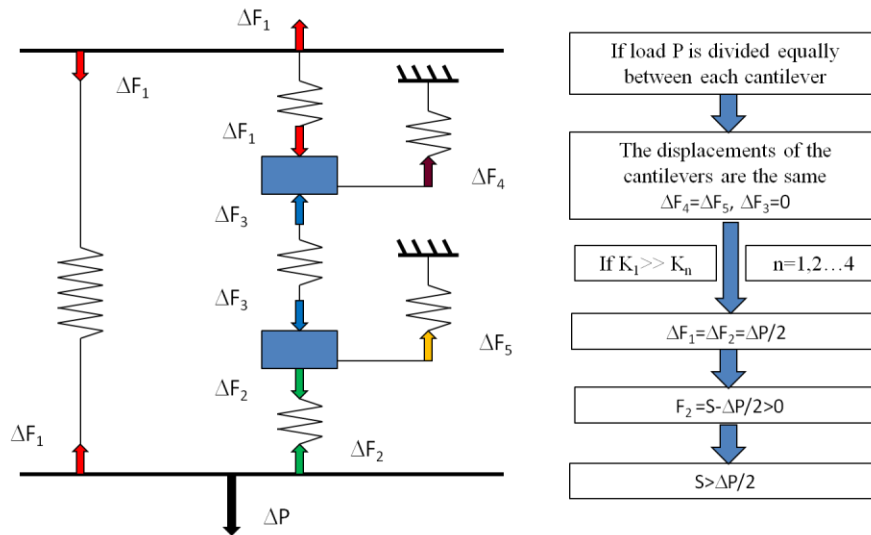 ΔF₁
ΔF₁
ΔF₁
ΔF₄
ΔF₃
ΔF₃
ΔF₅
ΔF₂
ΔF₁
ΔF₂
ΔP
If load P is divided equally
between each cantilever
The displacements of the
cantilevers are the same
ΔF₄=ΔF₅, ΔF₃=0
If K₁>> Kₙ
n=1,2...4
ΔF₁=ΔF₂=ΔP/2
F₂ =S-ΔP/2>0
S>ΔP/2